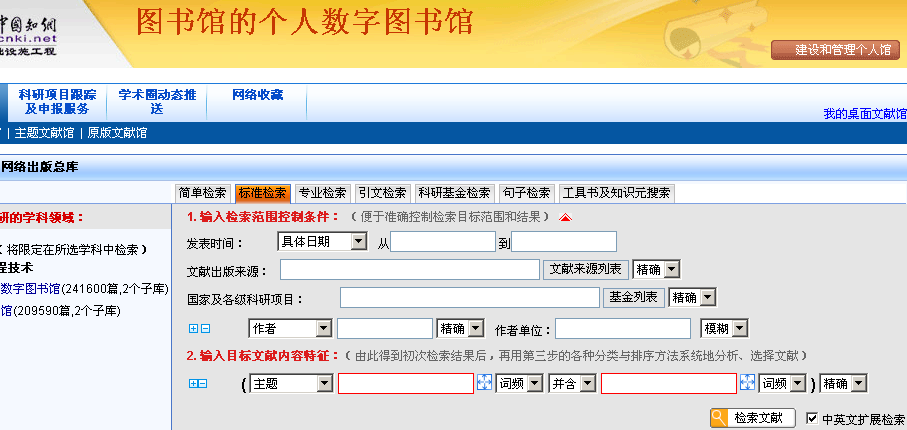 中国知网
cnki.net
础设施工程
图书馆的个人数字图书馆
建设和管理个人馆
科研项目跟踪及申报服务
学术圈动态推送
网络收藏
我的桌面文献馆
| 主题文献馆 | 原版文献馆
网络出版总库
简单检索 标准检索 专业检索 引文检索 科研基金检索 句子检索 工具书及知识元搜索
研的学科领域：
将限定在所选学科中检索）
程技术
数字图书馆(241600篇,2个子库)
馆(209590篇,2个子库)
1. 输入检索范围控制条件：（便于准确控制检索目标范围和结果）
发表时间： 具体日期 从 到
文献出版来源： 文献来源列表 精确
国家及各级科研项目： 基金列表 精确
作者 精确 作者单位： 模糊
2. 输入目标文献内容特征：（由此得到初次检索结果后，再用第三步的各种分类与排序方法系统地分析、选择文献）
( 主题 词频 并含 词频 ) 精确
检索文献 中英文扩展检索